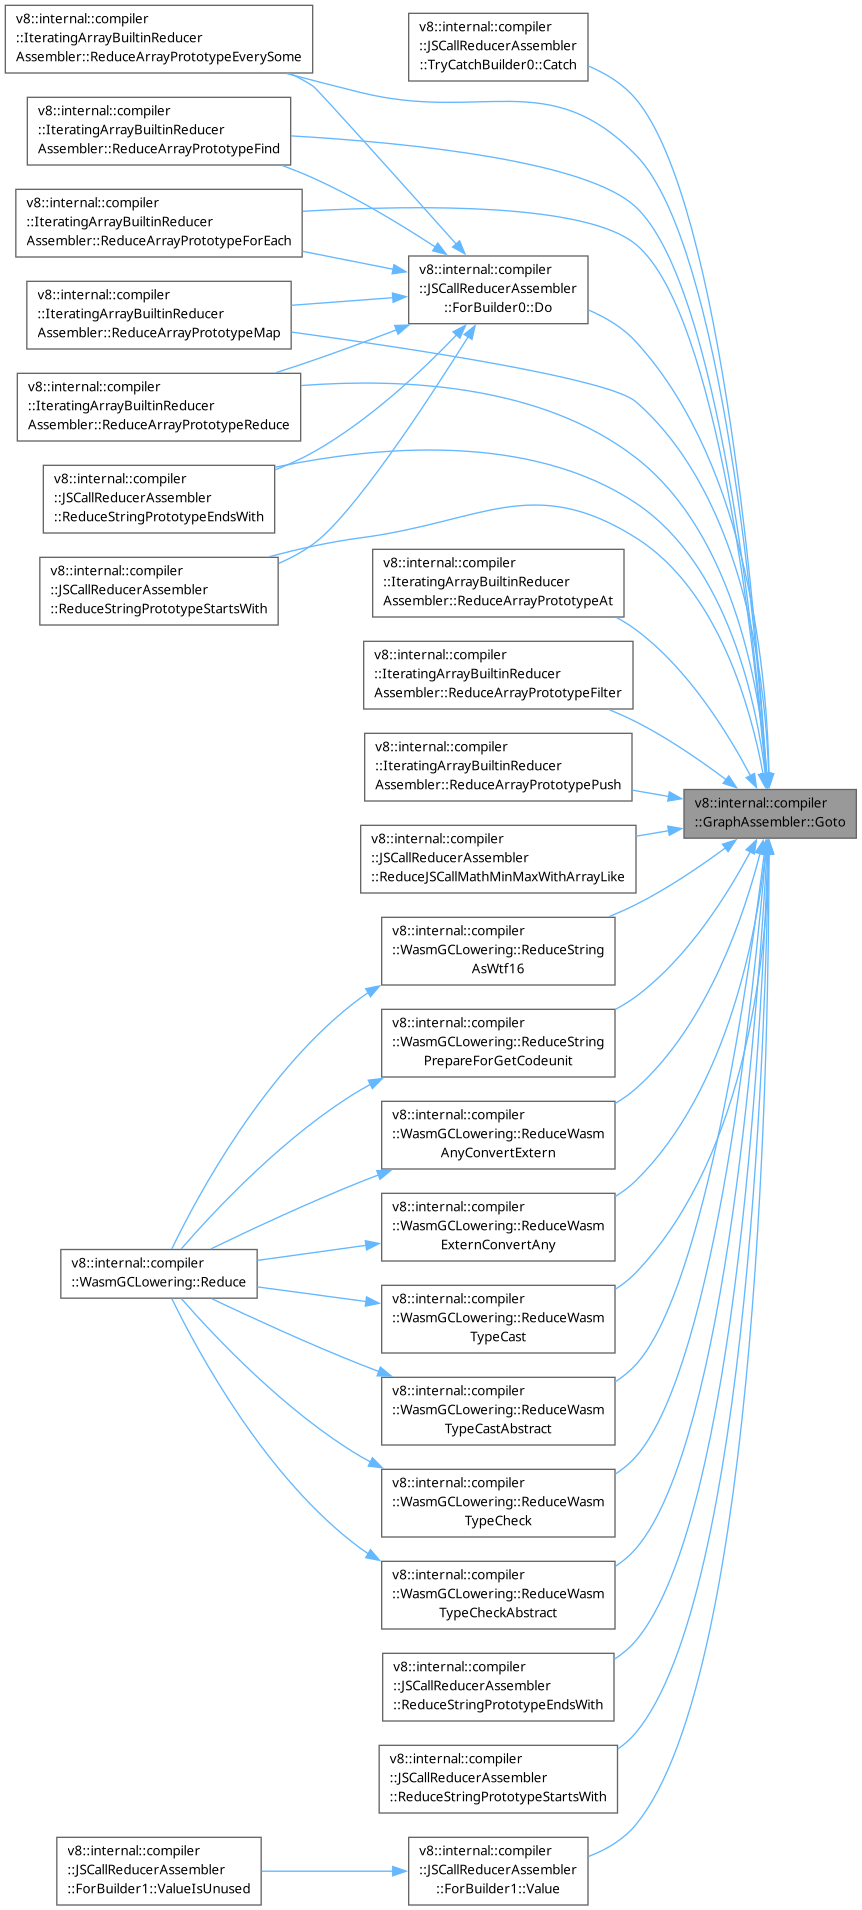 v8::internal::compiler
::IteratingArrayBuiltinReducer
Assembler::ReduceArrayPrototypeEverySome
v8::internal::compiler
::JSCallReducerAssembler
::TryCatchBuilder0::Catch
v8::internal::compiler
::IteratingArrayBuiltinReducer
Assembler::ReduceArrayPrototypeFind
v8::internal::compiler
::IteratingArrayBuiltinReducer
Assembler::ReduceArrayPrototypeForEach
v8::internal::compiler
::JSCallReducerAssembler
::ForBuilder0::Do
v8::internal::compiler
::IteratingArrayBuiltinReducer
Assembler::ReduceArrayPrototypeMap
v8::internal::compiler
::IteratingArrayBuiltinReducer
Assembler::ReduceArrayPrototypeReduce
v8::internal::compiler
::JSCallReducerAssembler
::ReduceStringPrototypeEndsWith
v8::internal::compiler
::JSCallReducerAssembler
::ReduceStringPrototypeStartsWith
v8::internal::compiler
::IteratingArrayBuiltinReducer
Assembler::ReduceArrayPrototypeAt
v8::internal::compiler
::IteratingArrayBuiltinReducer
Assembler::ReduceArrayPrototypeFilter
v8::internal::compiler
::IteratingArrayBuiltinReducer
Assembler::ReduceArrayPrototypePush
v8::internal::compiler
::GraphAssembler::Goto
v8::internal::compiler
::JSCallReducerAssembler
::ReduceJSCallMathMinMaxWithArrayLike
v8::internal::compiler
::WasmGCLowering::ReduceString
AsWtf16
v8::internal::compiler
::WasmGCLowering::ReduceString
PrepareForGetCodeunit
v8::internal::compiler
::WasmGCLowering::ReduceWasm
AnyConvertExtern
v8::internal::compiler
::WasmGCLowering::ReduceWasm
ExternConvertAny
v8::internal::compiler
::WasmGCLowering::Reduce
v8::internal::compiler
::WasmGCLowering::ReduceWasm
TypeCast
v8::internal::compiler
::WasmGCLowering::ReduceWasm
TypeCastAbstract
v8::internal::compiler
::WasmGCLowering::ReduceWasm
TypeCheck
v8::internal::compiler
::WasmGCLowering::ReduceWasm
TypeCheckAbstract
v8::internal::compiler
::JSCallReducerAssembler
::ReduceStringPrototypeEndsWith
v8::internal::compiler
::JSCallReducerAssembler
::ReduceStringPrototypeStartsWith
v8::internal::compiler
::JSCallReducerAssembler
::ForBuilder1::ValueIsUnused
v8::internal::compiler
::JSCallReducerAssembler
::ForBuilder1::Value